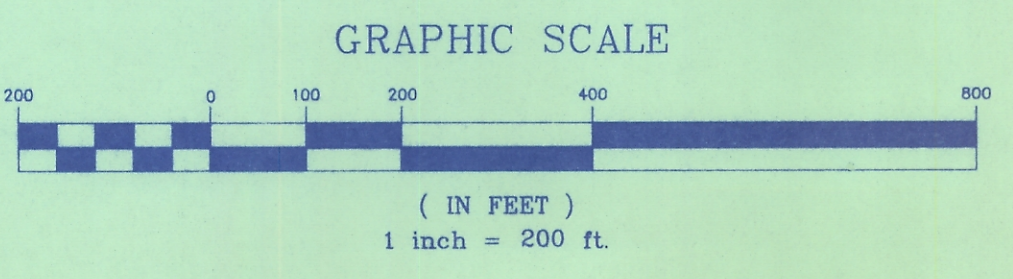 GRAPHIC SCALE
200 0 100 200 400 800
( IN FEET )
1 inch = 200 ft.